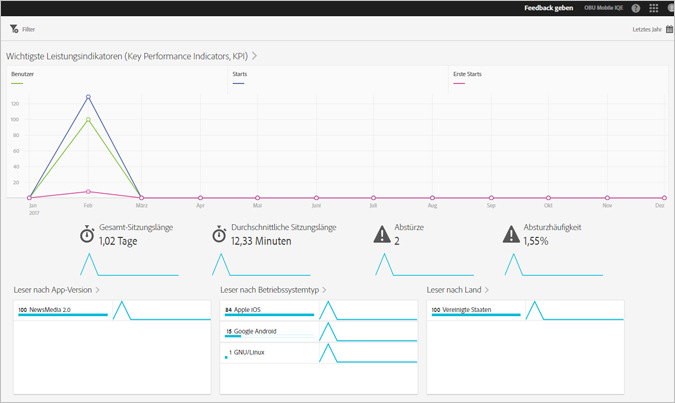 Feedback geben OBU Mobile IQE ?
Filter Letztes Jahr
Wichtigste Leistungsindikatoren (Key Performance Indicators, KPI)
Benutzer Starts Erste Starts
120
100
80
60
40
20
Jan Feb März Apr Mai Juni Juli Aug Sep Okt Nov Dez
2017
Gesamt-Sitzungslänge Durchschnittliche Sitzungslänge Abstürze Absturzhäufigkeit
1,02 Tage 12,33 Minuten 2 1,55%
Leser nach App-Version Leser nach Betriebssystemtyp Leser nach Land
100 NewsMedia 2.0 84 Apple iOS 100 Vereinigte Staaten
15 Google Android
1 GNU/Linux